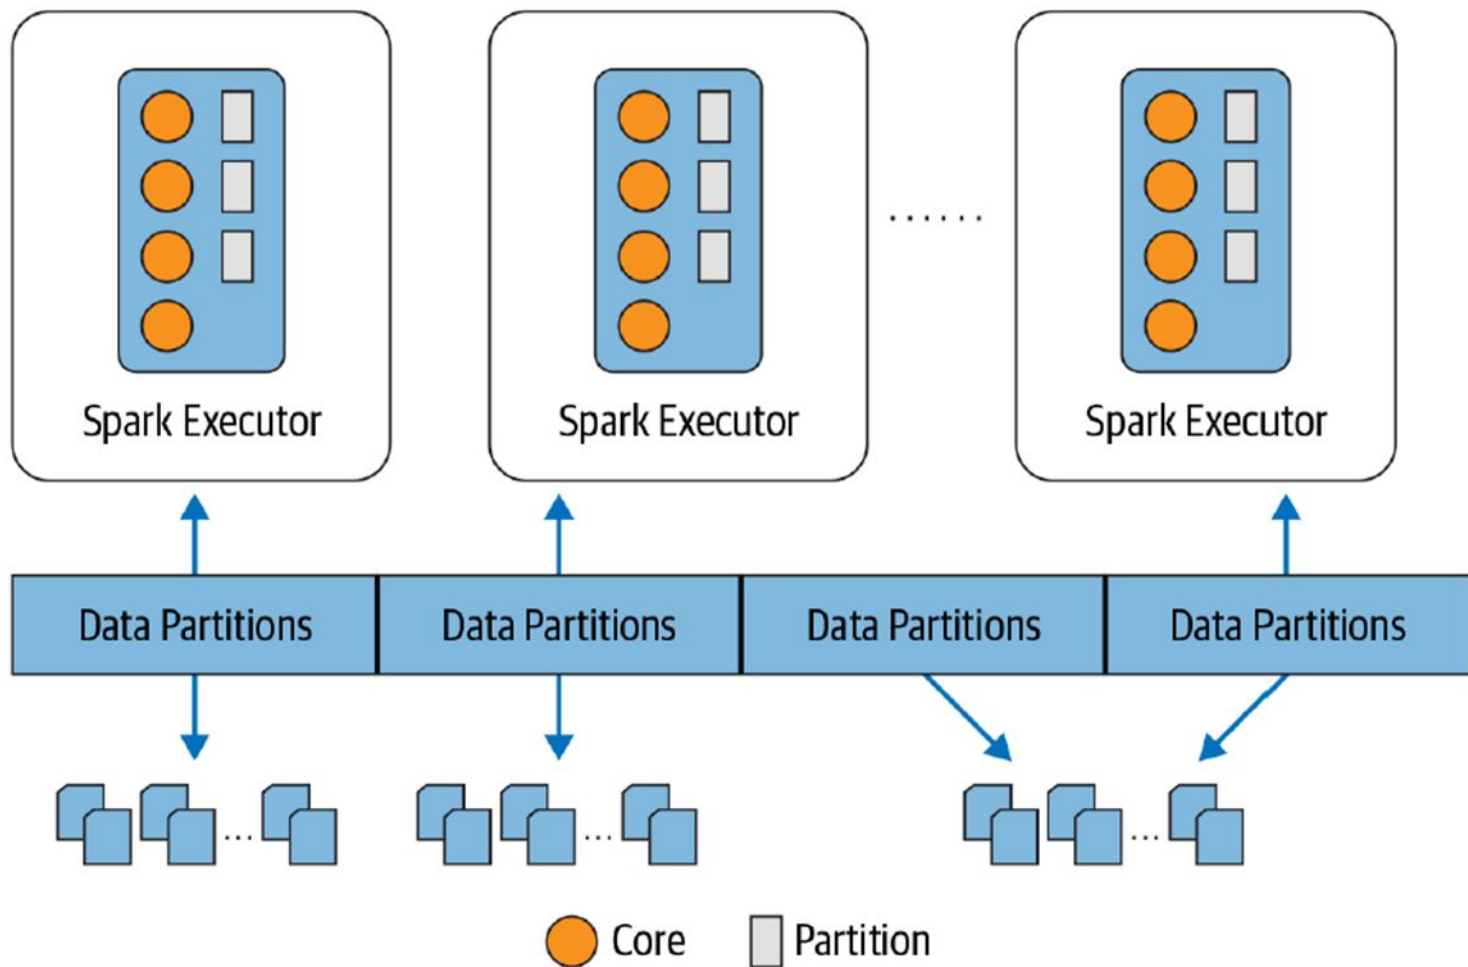 Spark Executor
Spark Executor
......
Spark Executor
Data Partitions
Data Partitions
Data Partitions
Data Partitions
...
...
...
Core
Partition